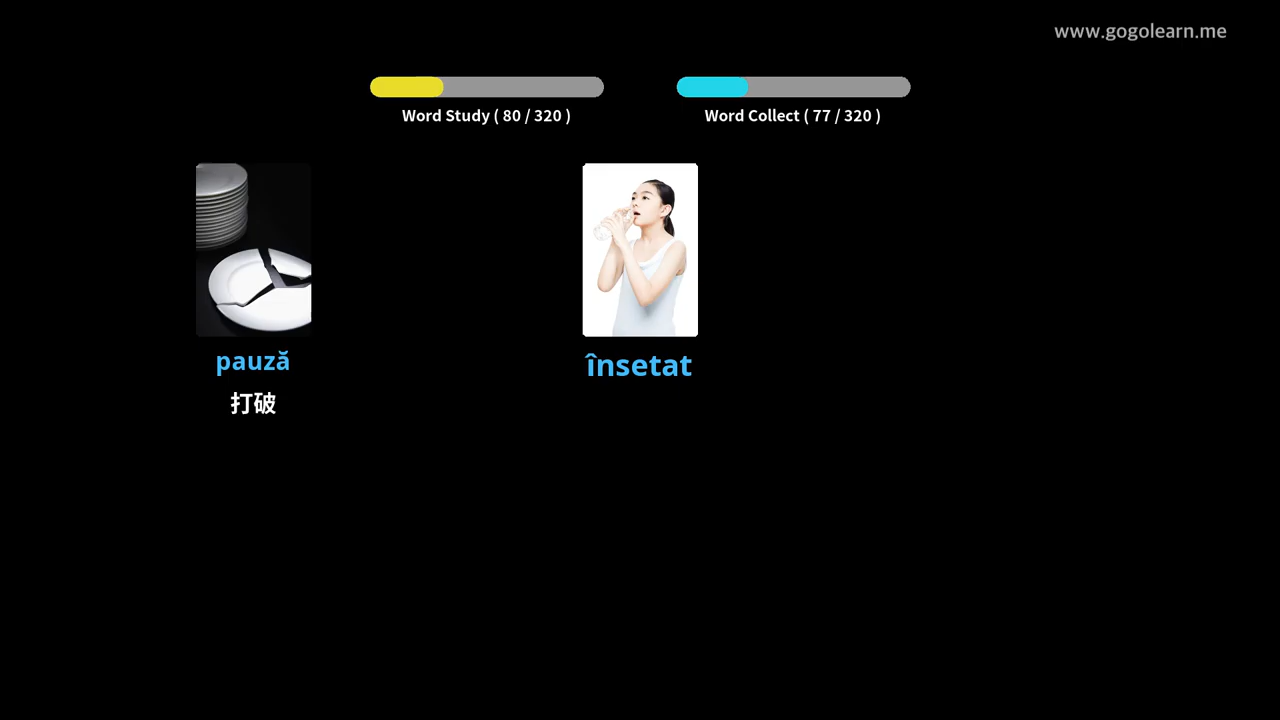 www.gogolearn.me
Word Study ( 80 / 320 )
Word Collect ( 77 / 320 )
pauză
打破
însetat